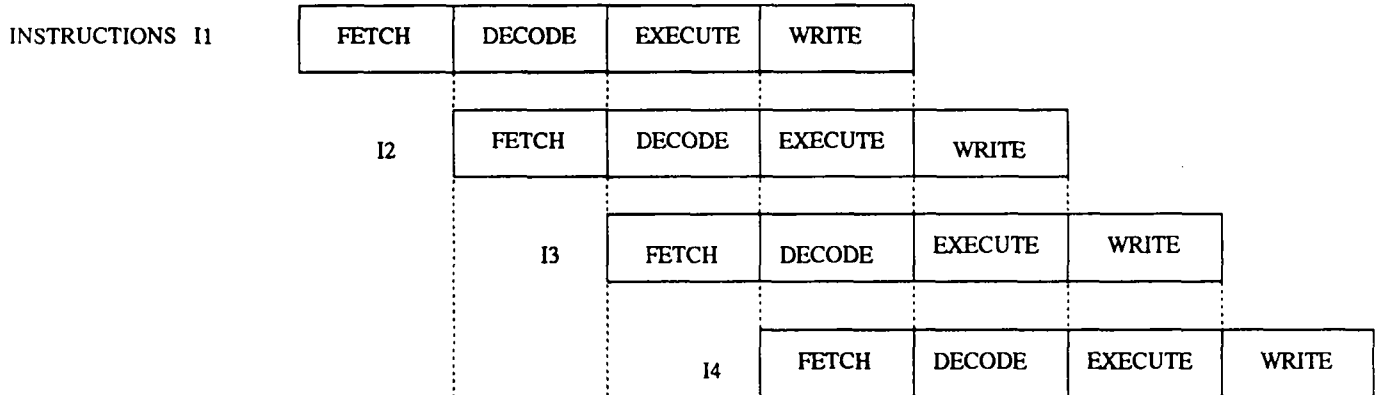 INSTRUCTIONS I1 FETCH DECODE EXECUTE WRITE
I2 FETCH DECODE EXECUTE WRITE
I3 FETCH DECODE EXECUTE WRITE
I4 FETCH DECODE EXECUTE WRITE